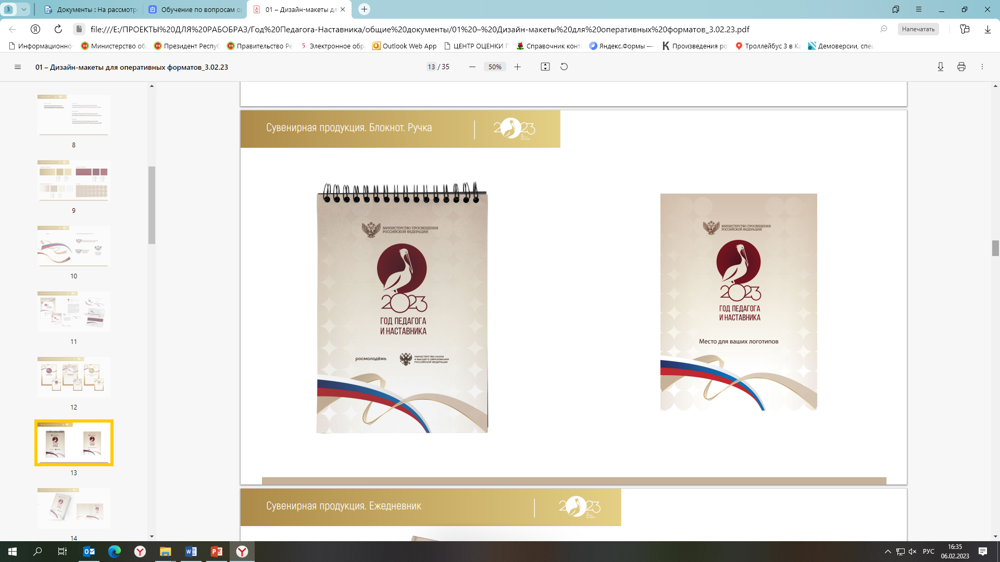 3
Документы : На рассмотр
Обучение по вопросам о
01 – Дизайн-макеты дл
file:///E:/ПРОЕКТЫ%20ДЛЯ%20РАБОБРАЗ/Год%20Педагога-Наставника/общие%20документы/01%20–%20Дизайн-макеты%20для%20оперативных%20форматов_3.02.23.pdf
Напечатать
Информационно-
Министерство об
Президент Респуб
Правительство Ре
Электронное обра
Outlook Web App
ЦЕНТР ОЦЕНКИ П
Справочник конта
Яндекс.Формы —
Произведения ро
Троллейбус 3 в Ка
Демоверсии, спец
01 – Дизайн-макеты для оперативных форматов_3.02.23
13 / 35
50%
8
9
10
11
12
13
14
Сувенирная продукция. Блокнот. Ручка
2023
МИНИСТЕРСТВО ПРОСВЕЩЕНИЯ
РОССИЙСКОЙ ФЕДЕРАЦИИ
2023
ГОД ПЕДАГОГА
И НАСТАВНИКА
росмолодёжь
МИНИСТЕРСТВО НАУКИ
И ВЫСШЕГО ОБРАЗОВАНИЯ
РОССИЙСКОЙ ФЕДЕРАЦИИ
МИНИСТЕРСТВО ПРОСВЕЩЕНИЯ
РОССИЙСКОЙ ФЕДЕРАЦИИ
2023
ГОД ПЕДАГОГА
И НАСТАВНИКА
Место для ваших логотипов
Сувенирная продукция. Ежедневник
2023
РУС
16:35
06.02.2023